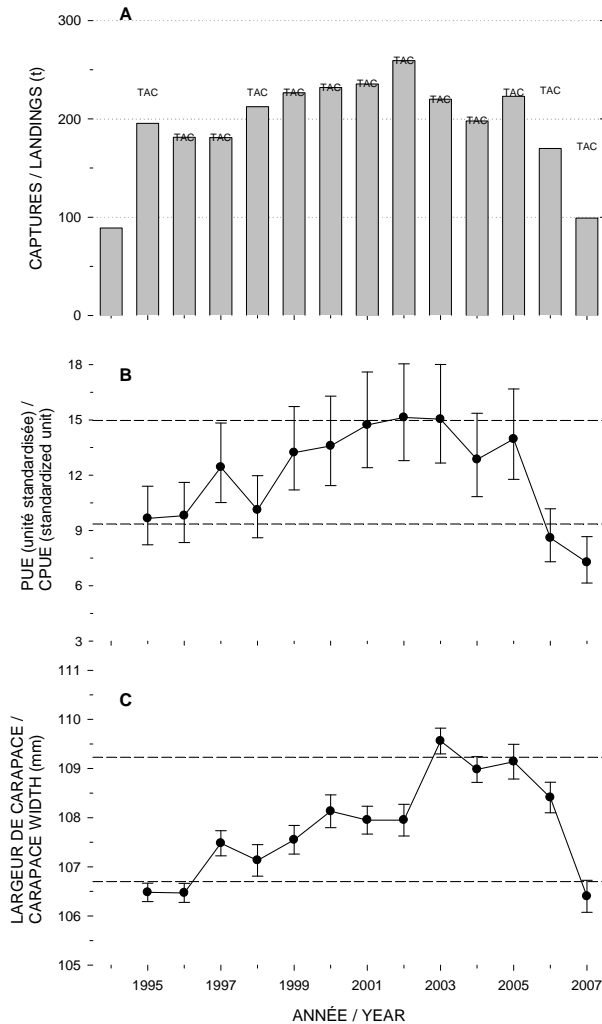 A
300
200
100
0
CAPTURES / LANDINGS (t)
TAC TAC TAC TAC TAC TAC TAC TAC TAC TAC TAC TAC TAC
B
18
15
12
9
6
3
PUE (unité standardisée) /
CPUE (standardized unit)
C
111
110
109
108
107
106
105
LARGEUR DE CARAPACE /
CARAPACE WIDTH (mm)
1995 1997 1999 2001 2003 2005 2007
ANNÉE / YEAR